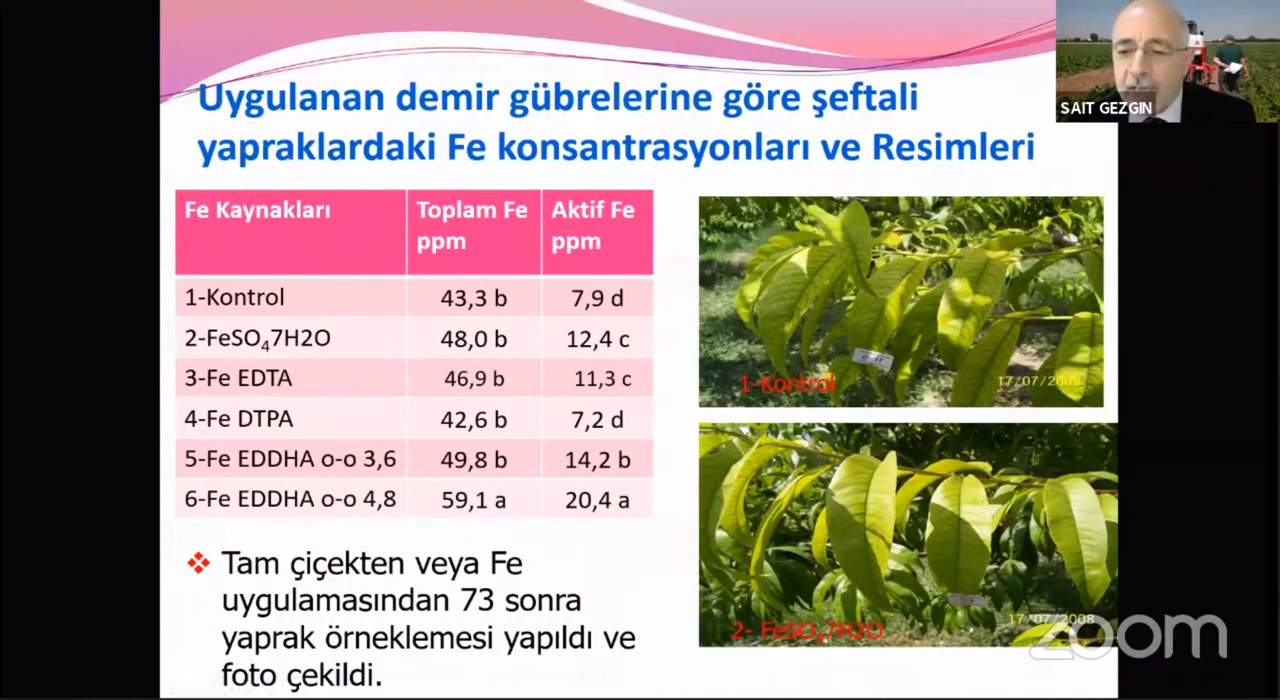 Uygulanan demir gübrelerine göre şeftali
yapraklardaki Fe konsantrasyonları ve Resimleri
SAIT GEZGIN
Fe Kaynakları Toplam Fe ppm Aktif Fe ppm
1-Kontrol 43,3 b 7,9 d
2-FeSO₄7H2O 48,0 b 12,4 c
3-Fe EDTA 46,9 b 11,3 c
4-Fe DTPA 42,6 b 7,2 d
5-Fe EDDHA o-o 3,6 49,8 b 14,2 b
6-Fe EDDHA o-o 4,8 59,1 a 20,4 a
Tam çiçekten veya Fe
uygulamasından 73 sonra
yaprak örneklemesi yapıldı ve
foto çekildi.
1-Kontrol
17/07/2008
2- FeSO₄7H2O
17/07/2008
zoom